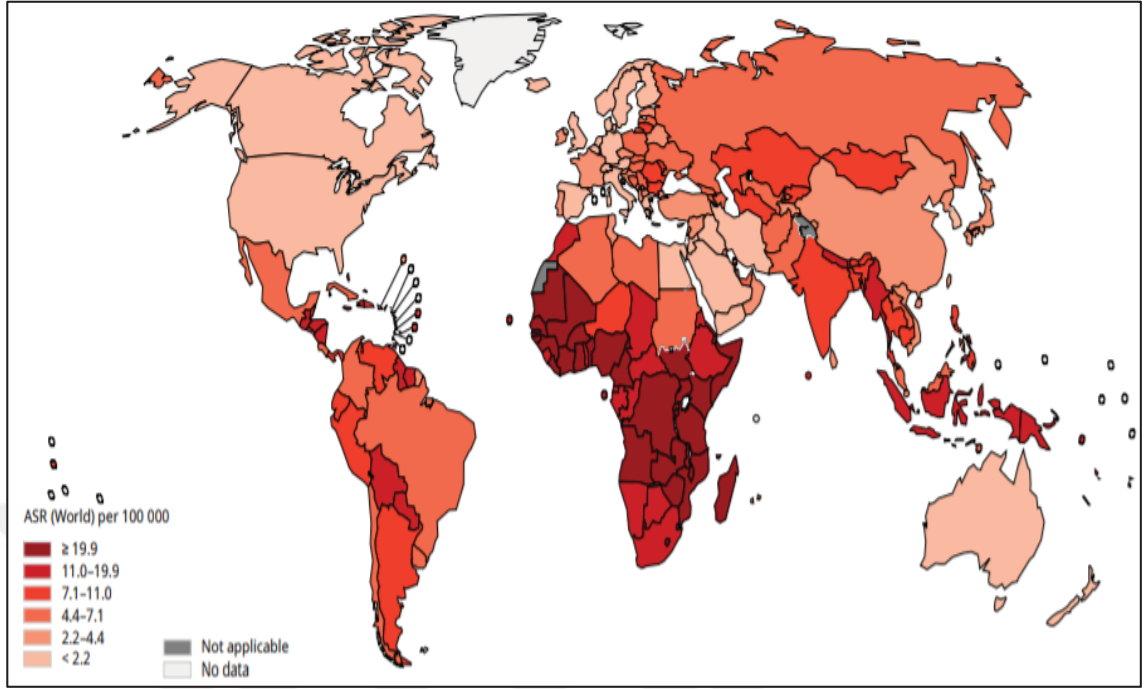 ASR (World) per 100 000
≥ 19.9
11.0–19.9
7.1–11.0
4.4–7.1
2.2–4.4
< 2.2
Not applicable
No data